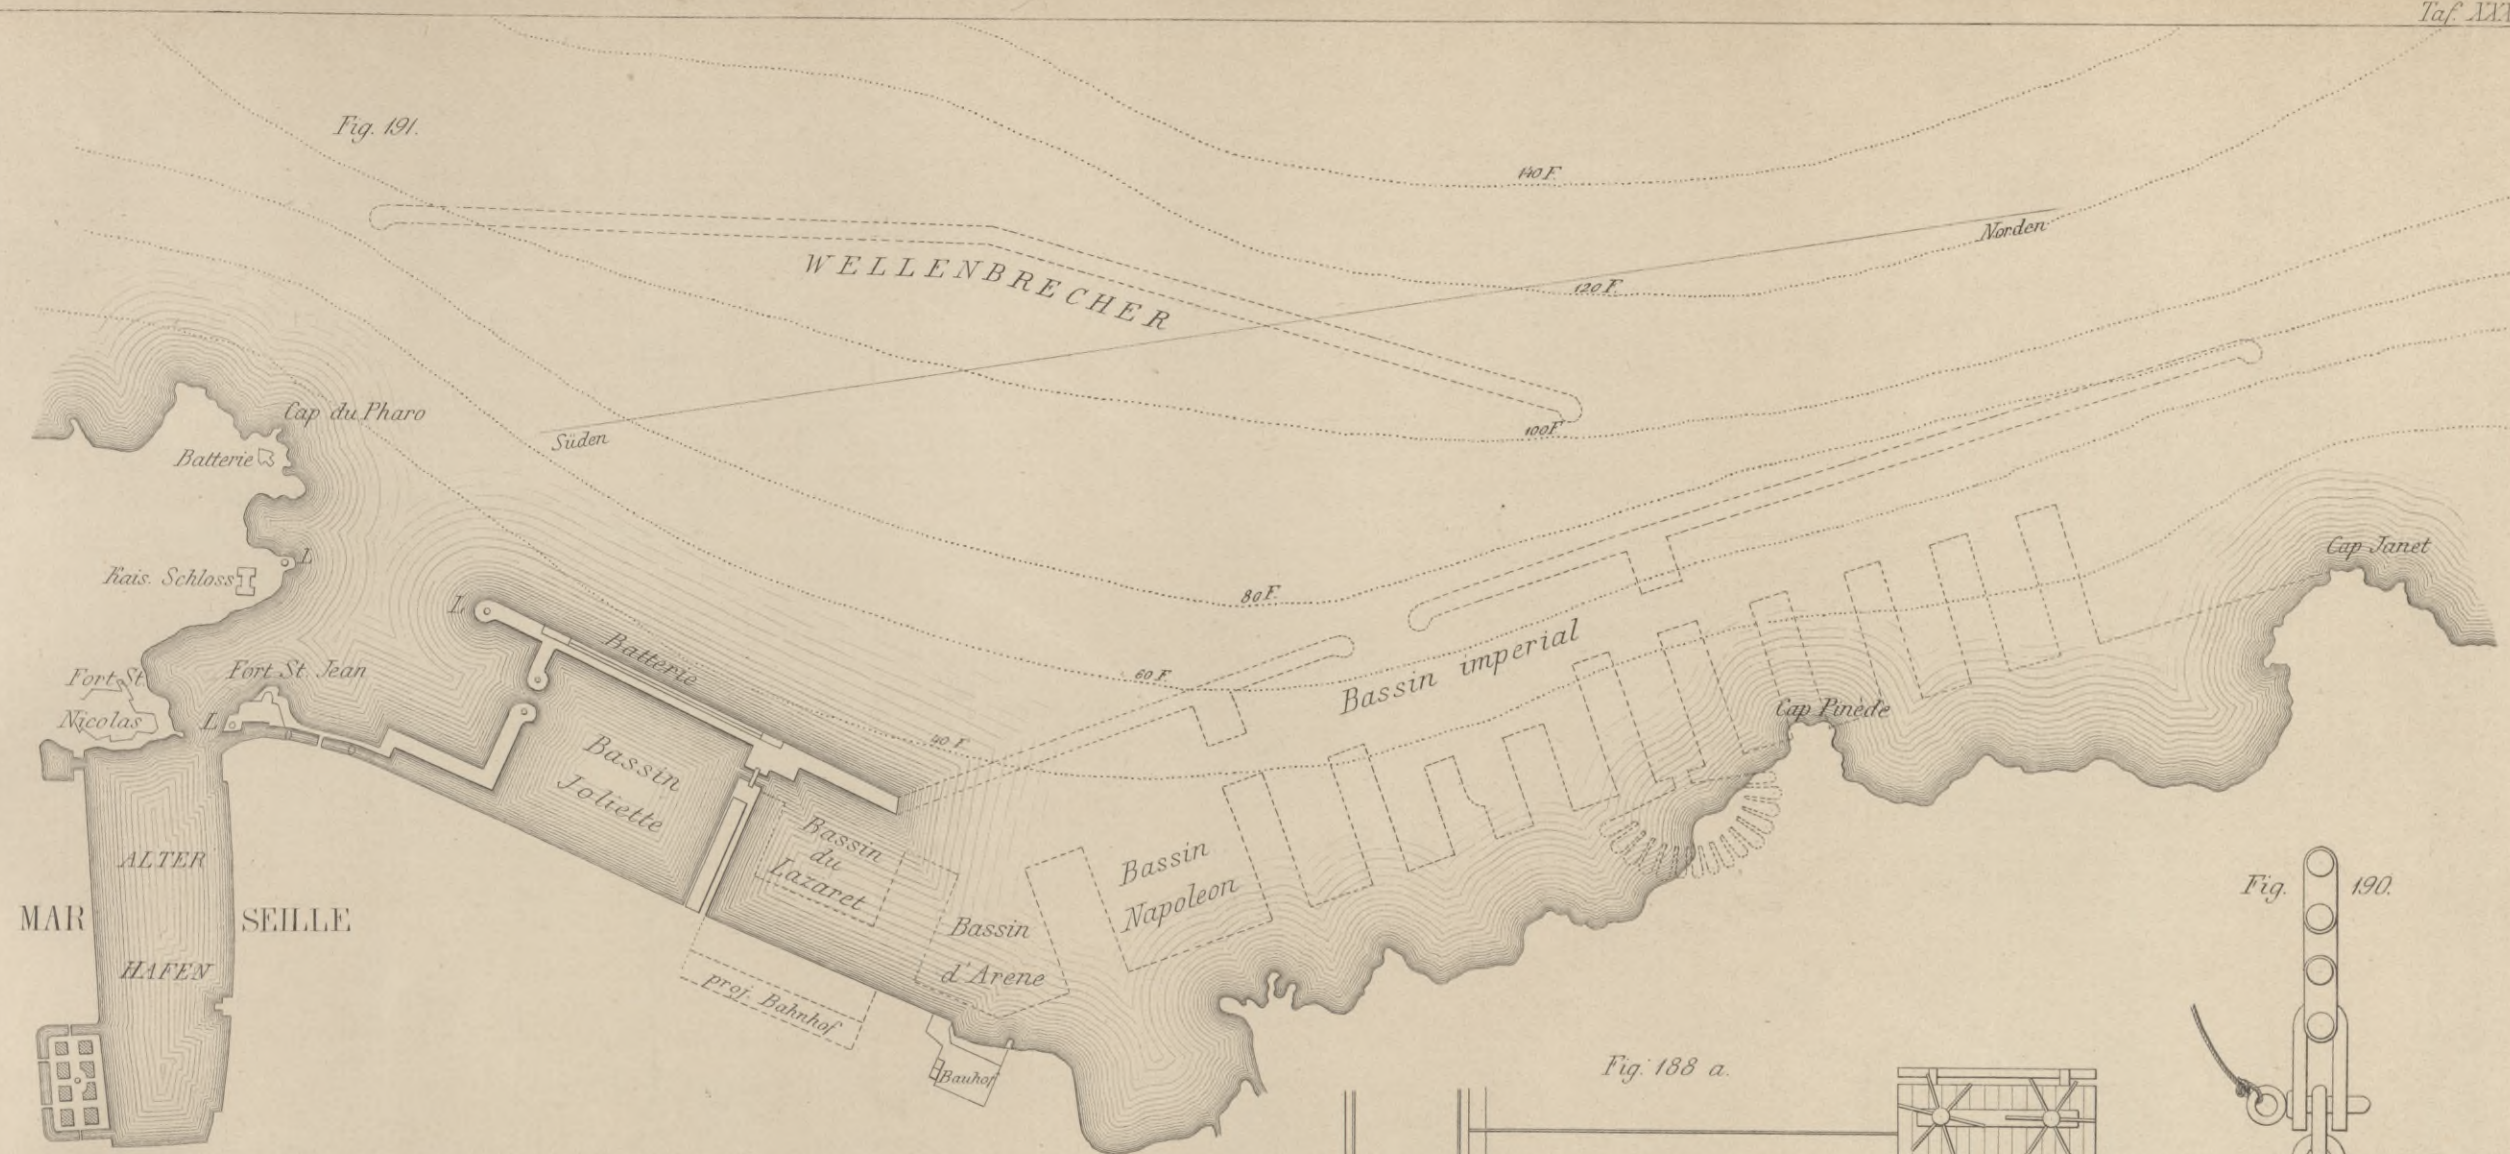 Taf. XXX
Fig. 191.
140 F.
Norden
WELLENBRECHER
120 F.
Cap du Pharo
Süden
100 F.
Batterie
Cap Janet
L
Kais. Schloss
80 F.
L.
Batterie
Bassin imperial
Fort St.
Nicolas
Fort St. Jean
60 F.
L
Cap Pinède
40 F.
Bassin
Joliette
Bassin
du
Lazaret
Bassin
Napoleon
ALTER
HAFEN
MAR SEILLE
Bassin
d'Arene
Fig. 190.
proj. Bahnhof
Bauhof
Fig. 188 a.